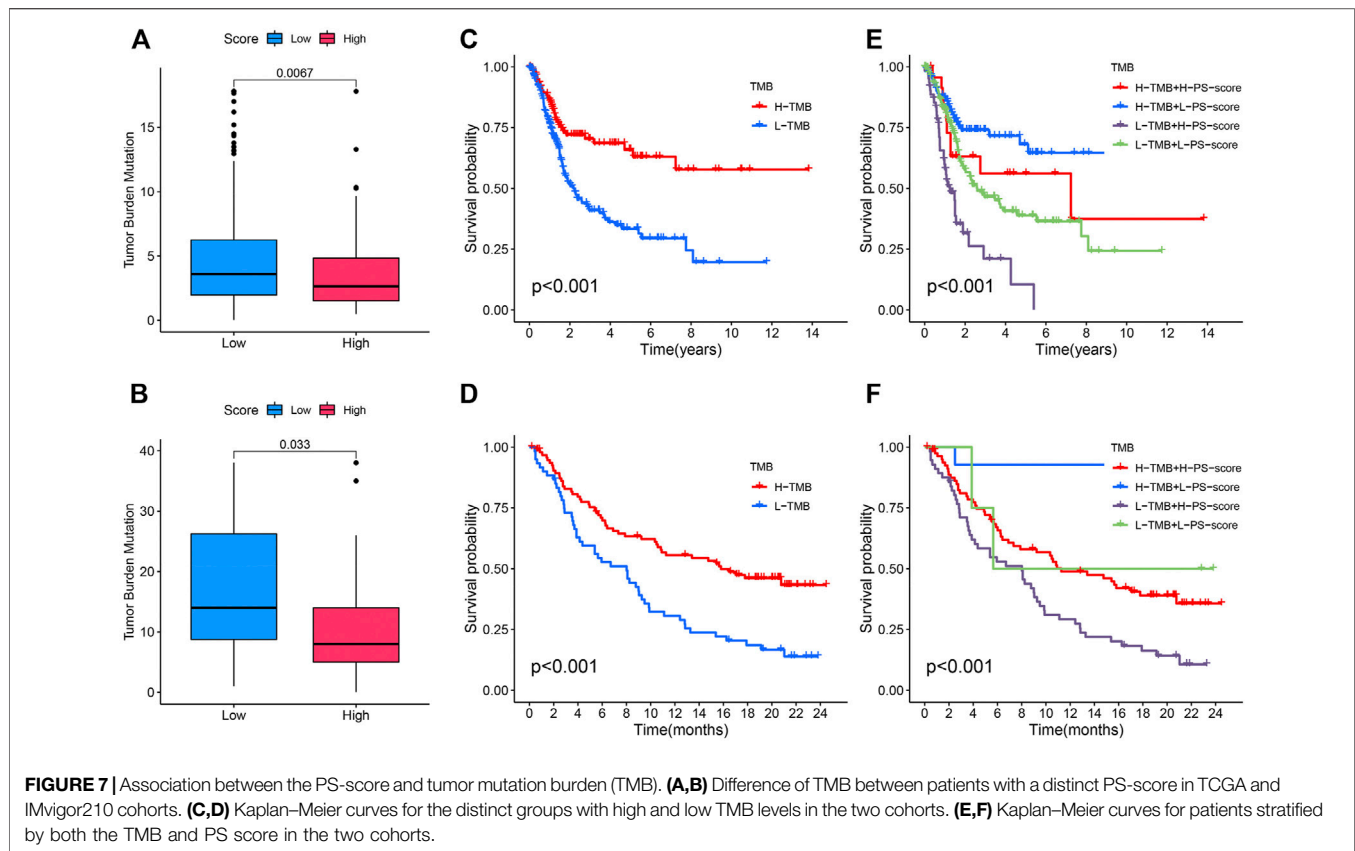 A
Score Low High
0.0067
Tumor Burden Mutation
15
10
5
0
Low High
C
TMB
H-TMB
L-TMB
Survival probability
1.00
0.75
0.50
0.25
0.00
p<0.001
0 2 4 6 8 10 12 14
Time(years)
E
TMB
H-TMB+H-PS-score
H-TMB+L-PS-score
L-TMB+H-PS-score
L-TMB+L-PS-score
Survival probability
1.00
0.75
0.50
0.25
0.00
p<0.001
0 2 4 6 8 10 12 14
Time(years)
B
Score Low High
0.033
Tumor Burden Mutation
40
30
20
10
0
Low High
D
TMB
H-TMB
L-TMB
Survival probability
1.00
0.75
0.50
0.25
0.00
p<0.001
0 2 4 6 8 10 12 14 16 18 20 22 24
Time(months)
F
TMB
H-TMB+H-PS-score
H-TMB+L-PS-score
L-TMB+H-PS-score
L-TMB+L-PS-score
Survival probability
1.00
0.75
0.50
0.25
0.00
p<0.001
0 2 4 6 8 10 12 14 16 18 20 22 24
Time(months)
FIGURE 7 | Association between the PS-score and tumor mutation burden (TMB). (A,B) Difference of TMB between patients with a distinct PS-score in TCGA and
IMvigor210 cohorts. (C,D) Kaplan–Meier curves for the distinct groups with high and low TMB levels in the two cohorts. (E,F) Kaplan–Meier curves for patients stratified
by both the TMB and PS score in the two cohorts.